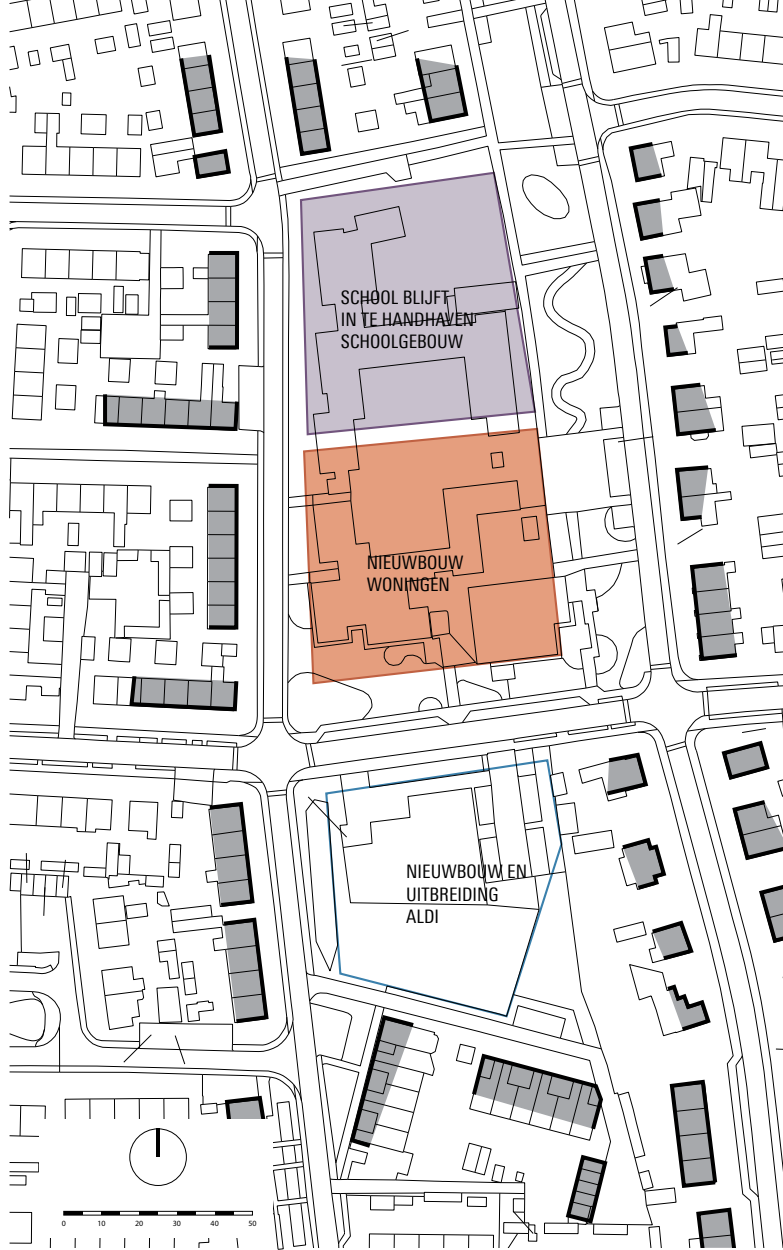 SCHOOL BLIJFT
IN TE HANDHAVEN
SCHOOLGEBOUW
NIEUWBOUW
WONINGEN
NIEUWBOUW EN
UITBREIDING
ALDI
0 10 20 30 40 50